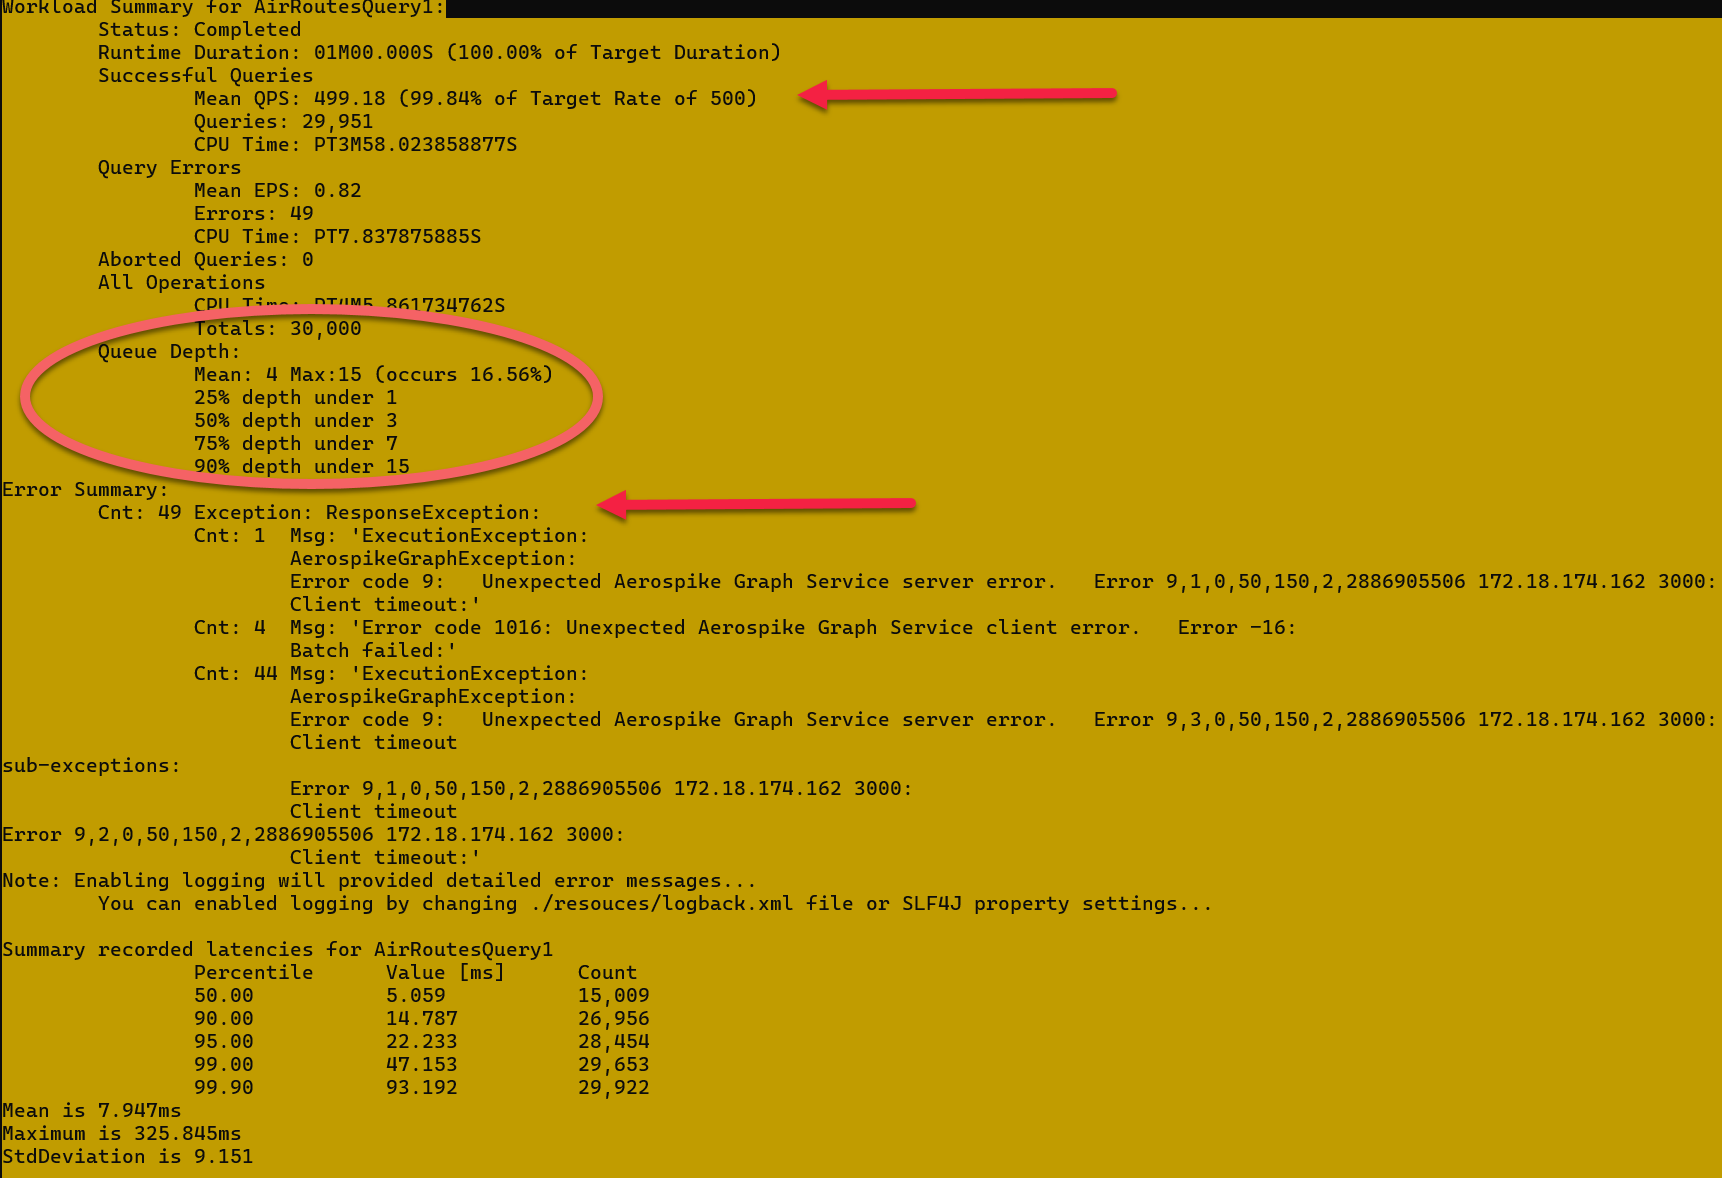 Workload Summary for AirRoutesQuery1:
Status: Completed
Runtime Duration: 01M00.000S (100.00% of Target Duration)
Successful Queries
Mean QPS: 499.18 (99.84% of Target Rate of 500)
Queries: 29,951
CPU Time: PT3M58.023858877S
Query Errors
Mean EPS: 0.82
Errors: 49
CPU Time: PT7.837875885S
Aborted Queries: 0
All Operations
CPU Time: PT4M5.861734762S
Totals: 30,000
Queue Depth:
Mean: 4 Max:15 (occurs 16.56%)
25% depth under 1
50% depth under 3
75% depth under 7
90% depth under 15
Error Summary:
Cnt: 49 Exception: ResponseException:
Cnt: 1  Msg: 'ExecutionException:
AerospikeGraphException:
Error code 9:   Unexpected Aerospike Graph Service server error.   Error 9,1,0,50,150,2,2886905506 172.18.174.162 3000:
Client timeout:'
Cnt: 4  Msg: 'Error code 1016: Unexpected Aerospike Graph Service client error.   Error -16:
Batch failed:'
Cnt: 44 Msg: 'ExecutionException:
AerospikeGraphException:
Error code 9:   Unexpected Aerospike Graph Service server error.   Error 9,3,0,50,150,2,2886905506 172.18.174.162 3000:
Client timeout
sub-exceptions:
Error 9,1,0,50,150,2,2886905506 172.18.174.162 3000:
Client timeout
Error 9,2,0,50,150,2,2886905506 172.18.174.162 3000:
Client timeout:'
Note: Enabling logging will provided detailed error messages...
You can enabled logging by changing ./resouces/logback.xml file or SLF4J property settings...
Summary recorded latencies for AirRoutesQuery1
Percentile      Value [ms]      Count
50.00           5.059           15,009
90.00           14.787          26,956
95.00           22.233          28,454
99.00           47.153          29,653
99.90           93.192          29,922
Mean is 7.947ms
Maximum is 325.845ms
StdDeviation is 9.151